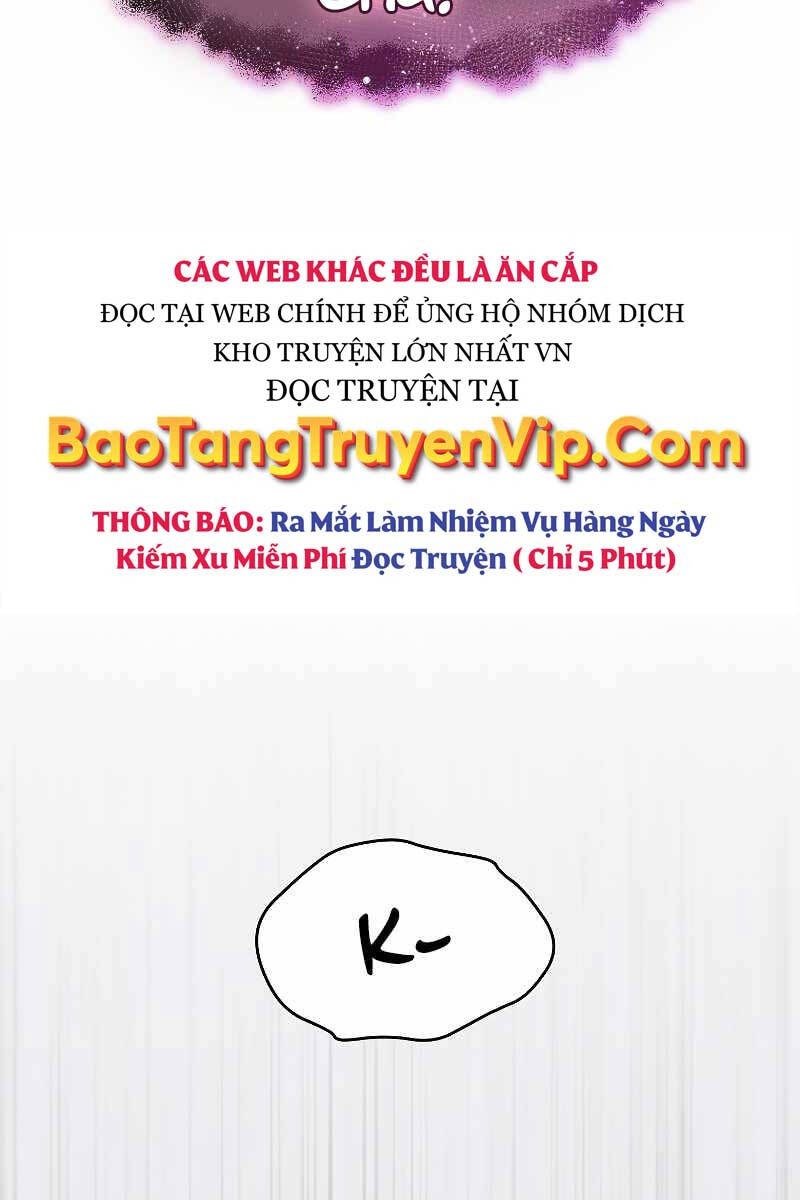 CÁC WEB KHÁC ĐỀU LÀ ĂN CẮP
ĐỌC TẠI WEB CHÍNH ĐỂ ỦNG HỘ NHÓM DỊCH
KHO TRUYỆN LỚN NHẤT VN
ĐỌC TRUYỆN TẠI
BaoTangTruyenVip.Com
THÔNG BÁO: Ra Mắt Làm Nhiệm Vụ Hàng Ngày
Kiếm Xu Miễn Phí Đọc Truyện ( Chỉ 5 Phút)
K-